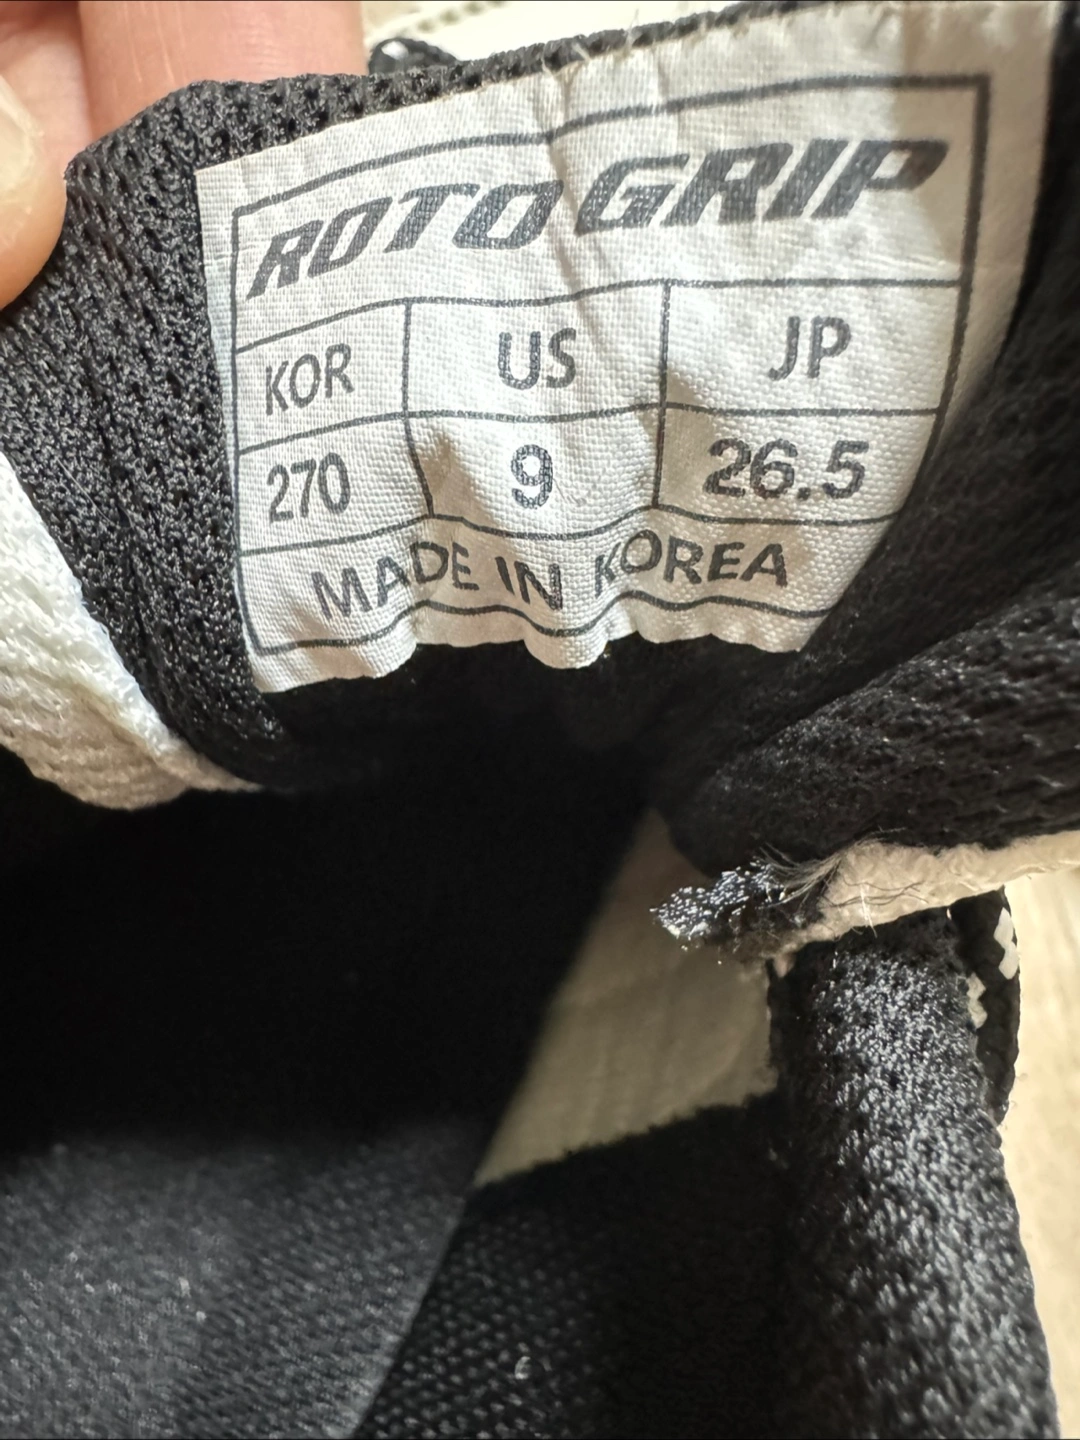 ROTO GRIP
KOR US JP
270 9 26.5
MADE IN KOREA